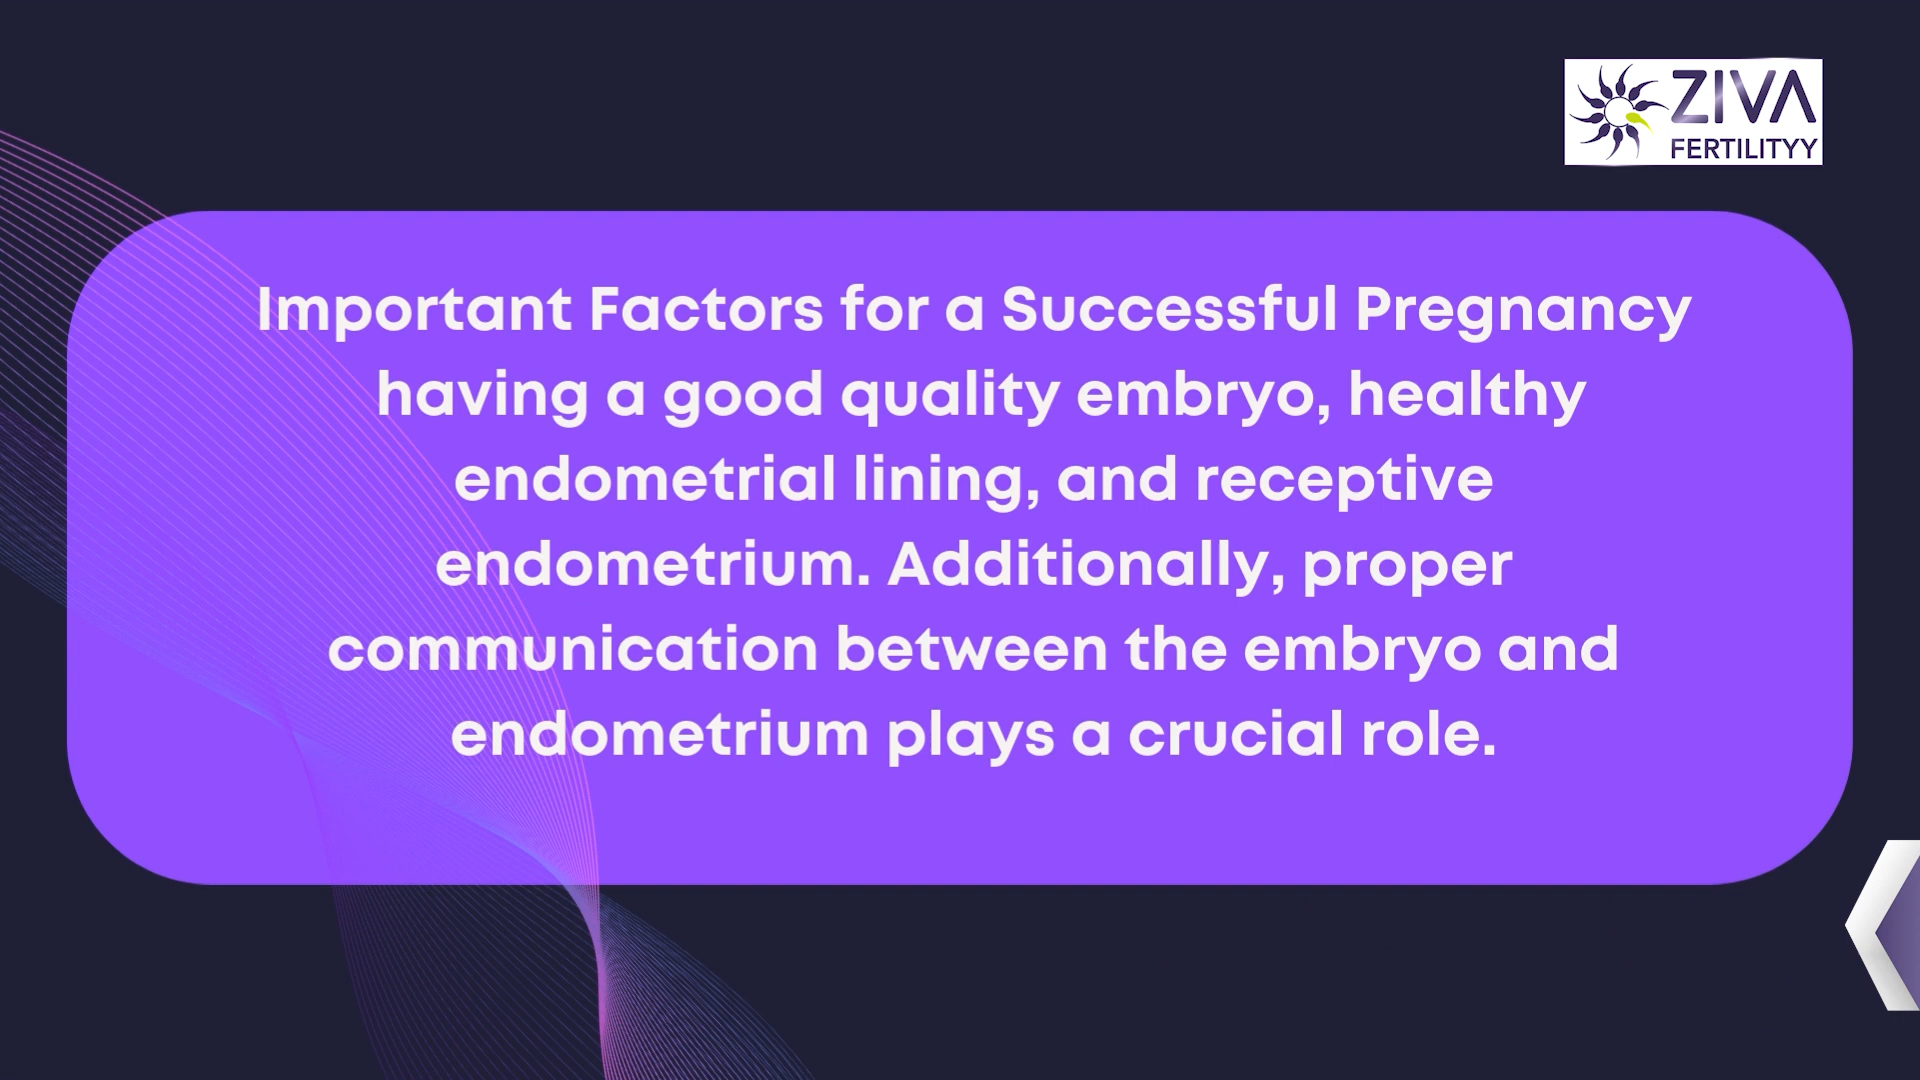 ZIVA
FERTILITYY
Important Factors for a Successful Pregnancy
having a good quality embryo, healthy
endometrial lining, and receptive
endometrium. Additionally, proper
communication between the embryo and
endometrium plays a crucial role.